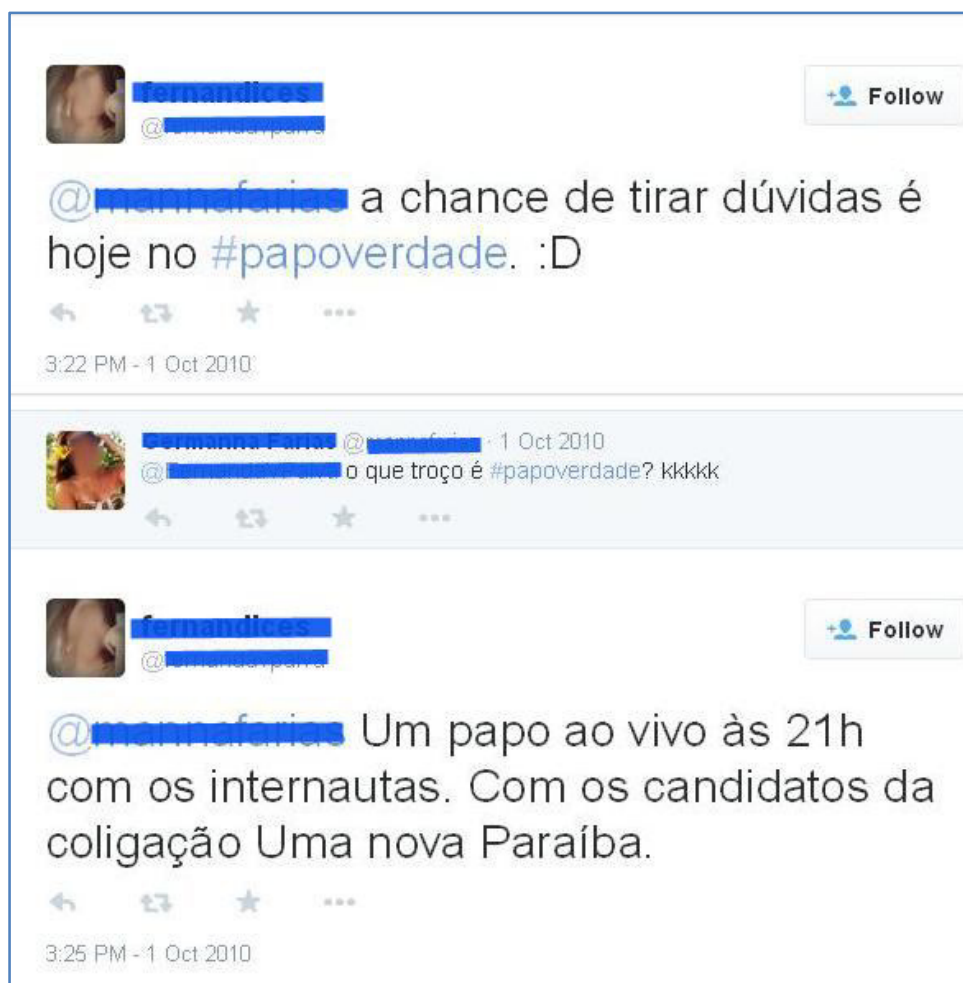 Follow
@ a chance de tirar dúvidas é
hoje no #papoverdade. :D
3:22 PM - 1 Oct 2010
@ · 1 Oct 2010
@ o que troço é #papoverdade? kkkkk
Follow
@
@ Um papo ao vivo às 21h
com os internautas. Com os candidatos da
coligação Uma nova Paraíba.
3:25 PM - 1 Oct 2010